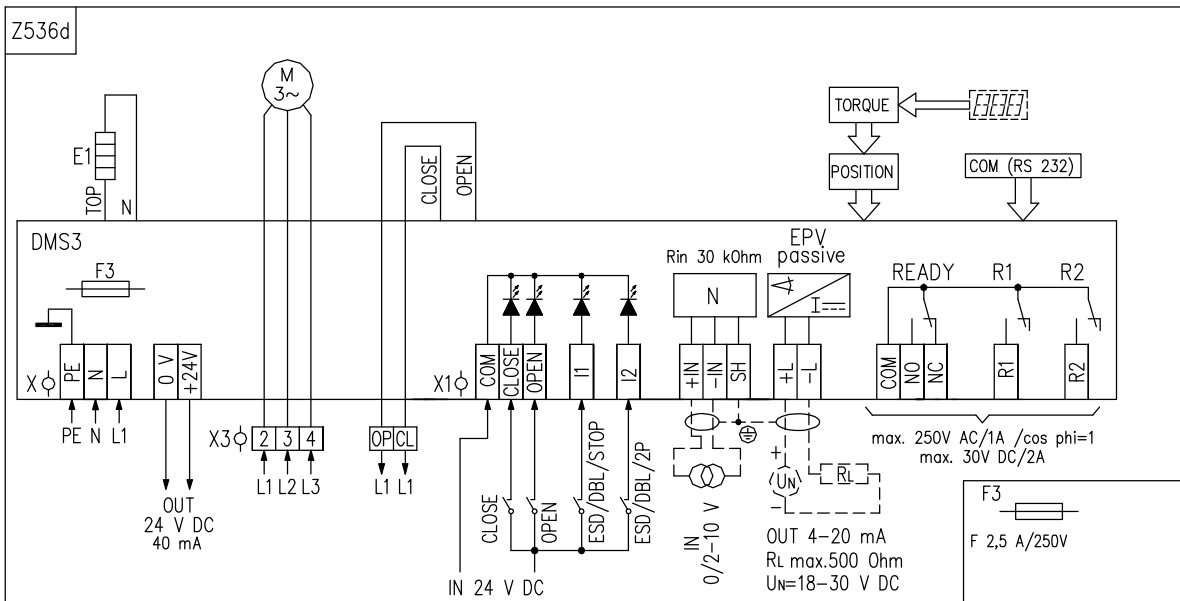 Z536d
M
3~
TORQUE
POSITION
COM (RS 232)
E1
TOP
N
CLOSE
OPEN
DMS3
F3
Rin 30 kOhm
N
EPV
passive
I
READY
R1
R2
X
PE
N
L
0 V
+24V
X1
COM
CLOSE
OPEN
I1
I2
+IN
-IN
SH
+L
-L
COM
NO
NC
R1
R2
PE N L1
X3
2
3
4
OP
CL
L1 L2 L3
L1 L1
OUT
24 V DC
40 mA
CLOSE
OPEN
ESD/DBL/STOP
ESD/DBL/2P
IN 24 V DC
IN
0/2-10 V
+
UN
-
RL
OUT 4-20 mA
RL max.500 Ohm
UN=18-30 V DC
max. 250V AC/1A /cos phi=1
max. 30V DC/2A
F3
F 2,5 A/250V